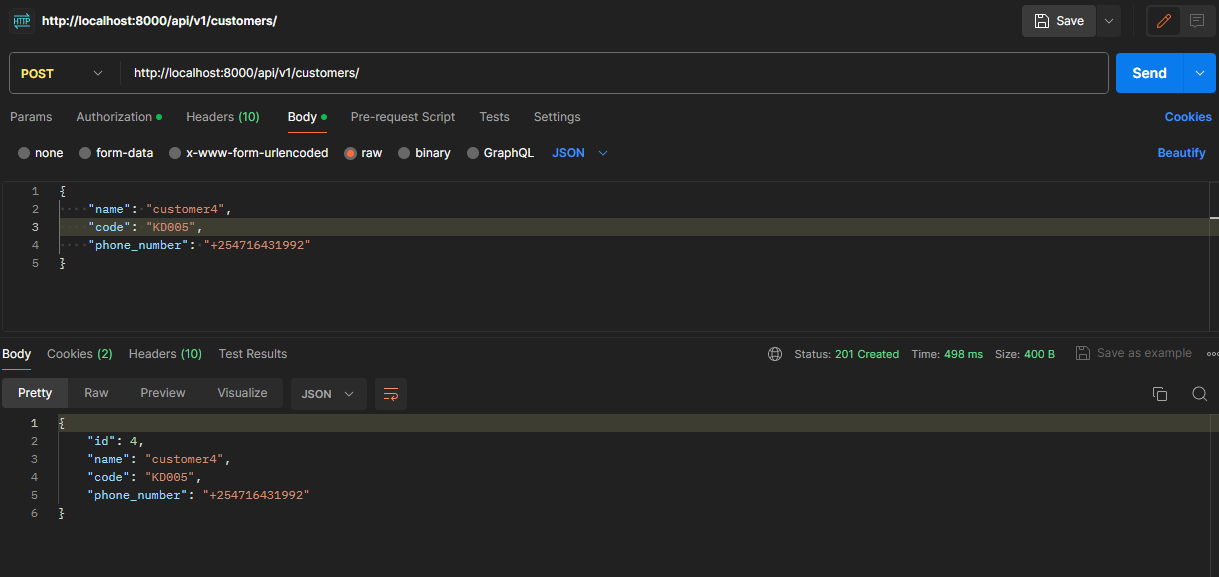 HTTP http://localhost:8000/api/v1/customers/ Save
POST http://localhost:8000/api/v1/customers/ Send
Params Authorization Headers (10) Body Pre-request Script Tests Settings Cookies
none form-data x-www-form-urlencoded raw binary GraphQL JSON Beautify
1 {
2 "name": "customer4",
3 "code": "KD005",
4 "phone_number": "+254716431992"
5 }
Body Cookies (2) Headers (10) Test Results Status: 201 Created Time: 498 ms Size: 400 B Save as example
Pretty Raw Preview Visualize JSON
1 {
2 "id": 4,
3 "name": "customer4",
4 "code": "KD005",
5 "phone_number": "+254716431992"
6 }